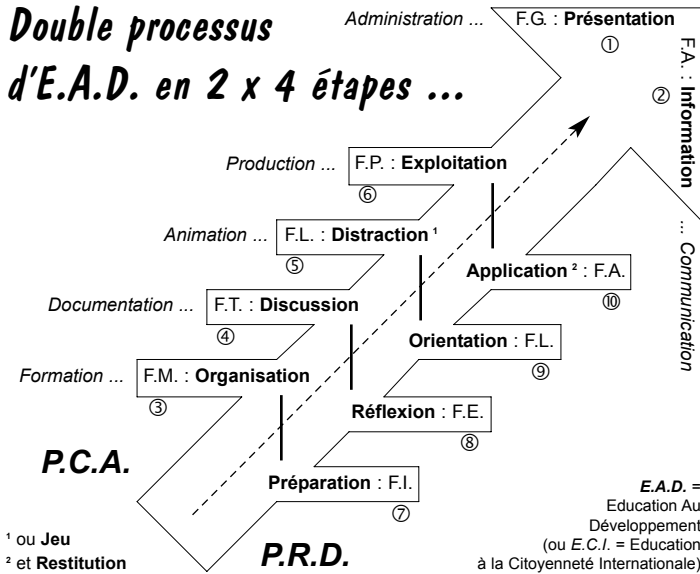 Double processus
d'E.A.D. en 2 x 4 étapes ...
Administration ... F.G. : Présentation
①
F.A. : Information
②
... Communication
Production ... F.P. : Exploitation
⑥
Animation ... F.L. : Distraction ¹
⑤
Application ² : F.A.
⑩
Documentation ... F.T. : Discussion
④
Orientation : F.L.
⑨
Formation ... F.M. : Organisation
③
Réflexion : F.E.
⑧
P.C.A.
Préparation : F.I.
⑦
P.R.D.
¹ ou Jeu
² et Restitution
E.A.D. =
Education Au
Développement
(ou E.C.I. = Education
à la Citoyenneté Internationale)